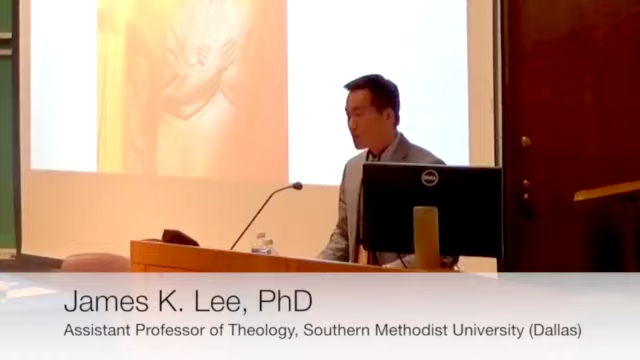 DELL
James K. Lee, PhD
Assistant Professor of Theology, Southern Methodist University (Dallas)